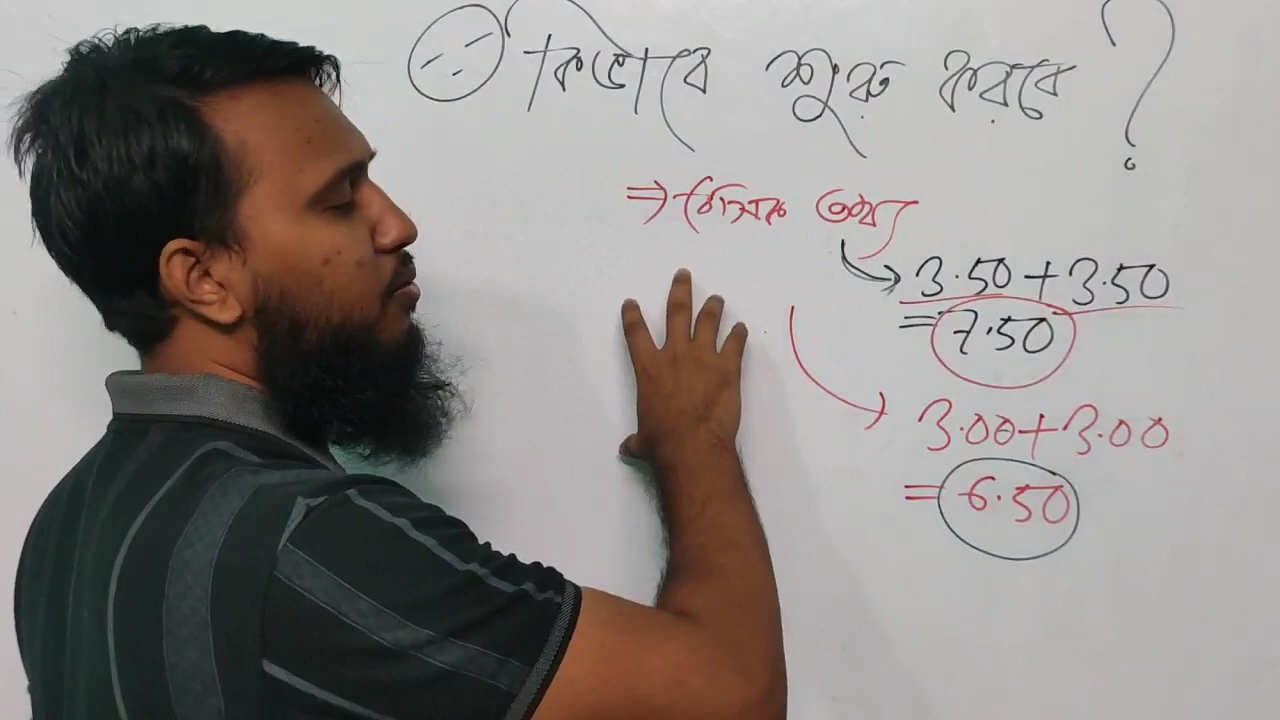 কিভাবে শুরু করবে ?
⇒ বেসিক তথ্য
→ 3.50+3.50
= 7.50
→ 3.00+3.00
= 6.50